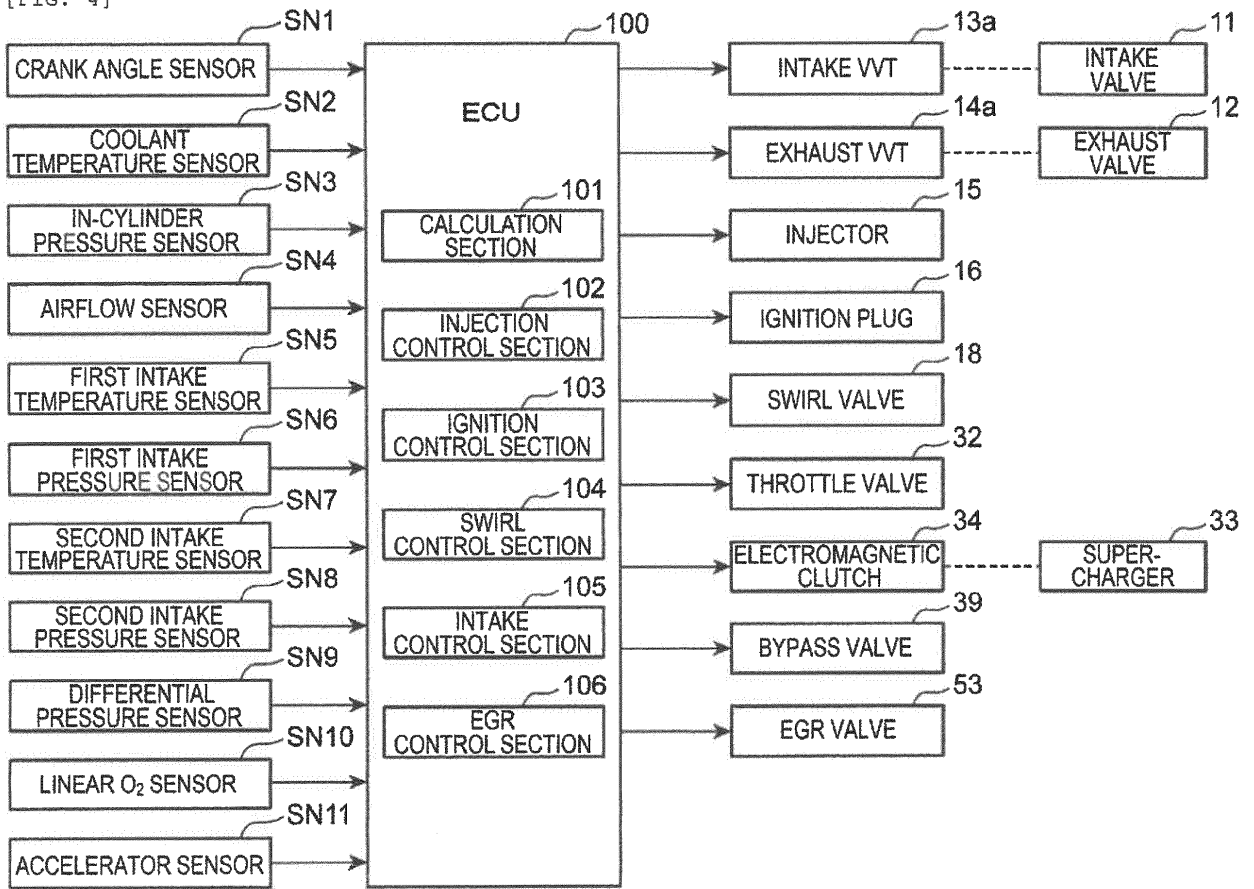 [FIG. 4]
SN1
CRANK ANGLE SENSOR
SN2
COOLANT
TEMPERATURE SENSOR
SN3
IN-CYLINDER
PRESSURE SENSOR
SN4
AIRFLOW SENSOR
SN5
FIRST INTAKE
TEMPERATURE SENSOR
SN6
FIRST INTAKE
PRESSURE SENSOR
SN7
SECOND INTAKE
TEMPERATURE SENSOR
SN8
SECOND INTAKE
PRESSURE SENSOR
SN9
DIFFERENTIAL
PRESSURE SENSOR
SN10
LINEAR O₂ SENSOR
SN11
ACCELERATOR SENSOR
100
ECU
101
CALCULATION
SECTION
102
INJECTION
CONTROL SECTION
103
IGNITION
CONTROL SECTION
104
SWIRL
CONTROL SECTION
105
INTAKE
CONTROL SECTION
106
EGR
CONTROL SECTION
13a
INTAKE VVT
11
INTAKE
VALVE
14a
EXHAUST VVT
12
EXHAUST
VALVE
15
INJECTOR
16
IGNITION PLUG
18
SWIRL VALVE
32
THROTTLE VALVE
34
ELECTROMAGNETIC
CLUTCH
33
SUPER-
CHARGER
39
BYPASS VALVE
53
EGR VALVE